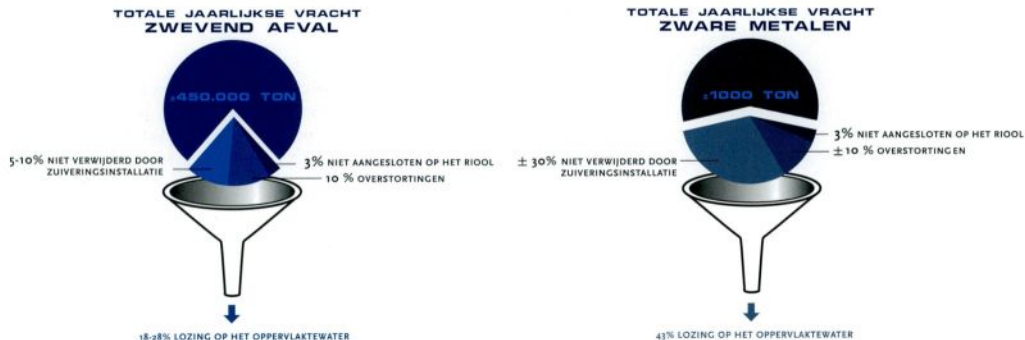 TOTALE JAARLIJKSE VRACHT
ZWEVEND AFVAL
±450.000 TON
5-10% NIET VERWIJDERD DOOR
ZUIVERINGSINSTALLATIE
3% NIET AANGESLOTEN OP HET RIOOL
10 % OVERSTORTINGEN
18-28% LOZING OP HET OPPERVLAKTEWATER
TOTALE JAARLIJKSE VRACHT
ZWARE METALEN
±1000 TON
3% NIET AANGESLOTEN OP HET RIOOL
±10 % OVERSTORTINGEN
± 30% NIET VERWIJDERD DOOR
ZUIVERINGSINSTALLATIE
43% LOZING OP HET OPPERVLAKTEWATER